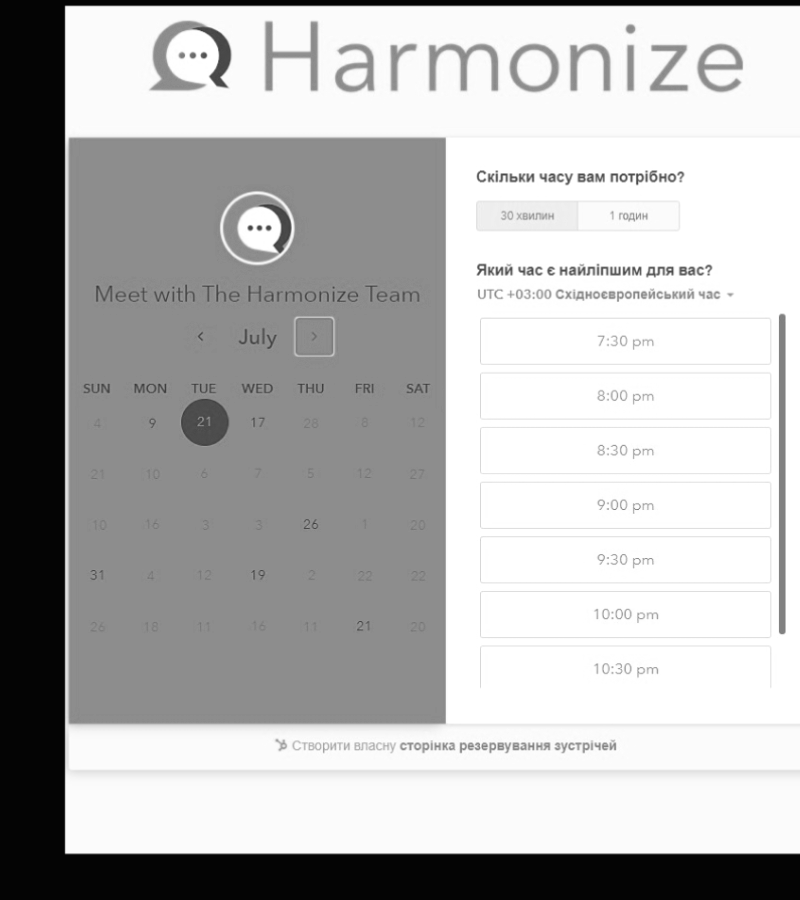 Harmonize
Meet with The Harmonize Team
July
SUN MON TUE WED THU FRI SAT
4 9 21 17 28 8 12
21 10 6 7 5 12 27
10 16 3 3 26 1 20
31 4 12 19 2 22 22
26 18 11 16 11 21 20
Скільки часу вам потрібно?
30 хвилин 1 годин
Який час є найліпшим для вас?
UTC +03:00 Східноєвропейський час
7:30 pm
8:00 pm
8:30 pm
9:00 pm
9:30 pm
10:00 pm
10:30 pm
Створити власну сторінка резервування зустрічей